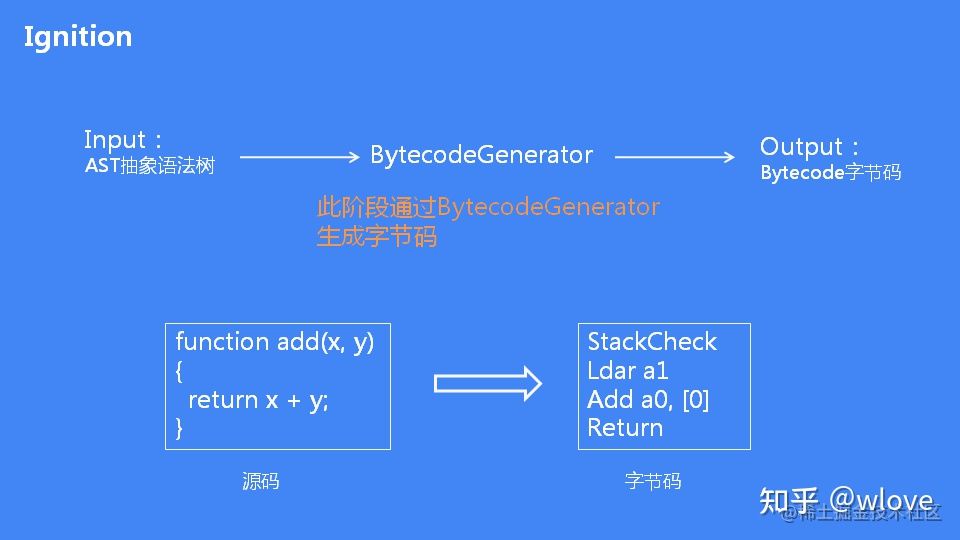 Ignition
Input：
AST抽象语法树
BytecodeGenerator
Output：
Bytecode字节码
此阶段通过BytecodeGenerator
生成字节码
function add(x, y)
{
return x + y;
}
StackCheck
Ldar a1
Add a0, [0]
Return
源码
字节码
知乎 @wlove
@稀土掘金技术社区